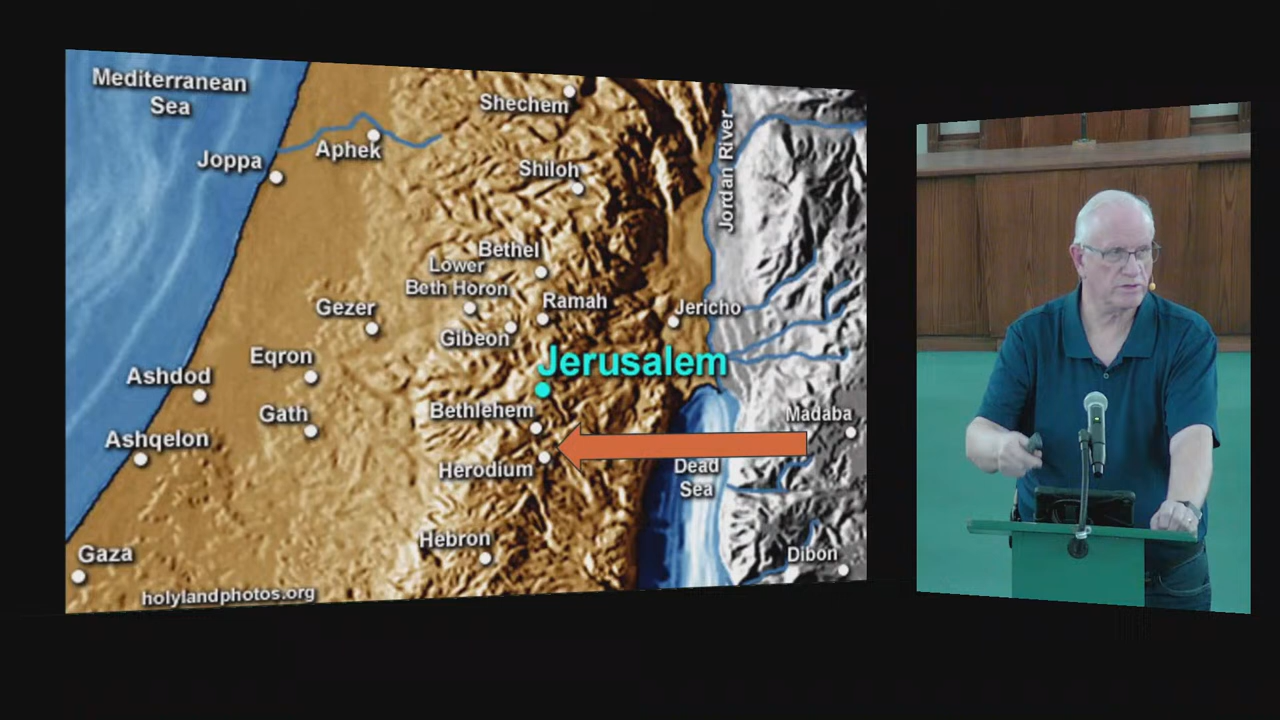 Mediterranean
Sea
Shechem
Joppa
Aphek
Shiloh
Jordan River
Bethel
Lower
Beth Horon
Ramah
Gezer
Jericho
Gibeon
Eqron
Jerusalem
Ashdod
Gath
Bethlehem
Madaba
Ashqelon
Herodium
Dead
Sea
Hebron
Gaza
Dibon
holylandphotos.org